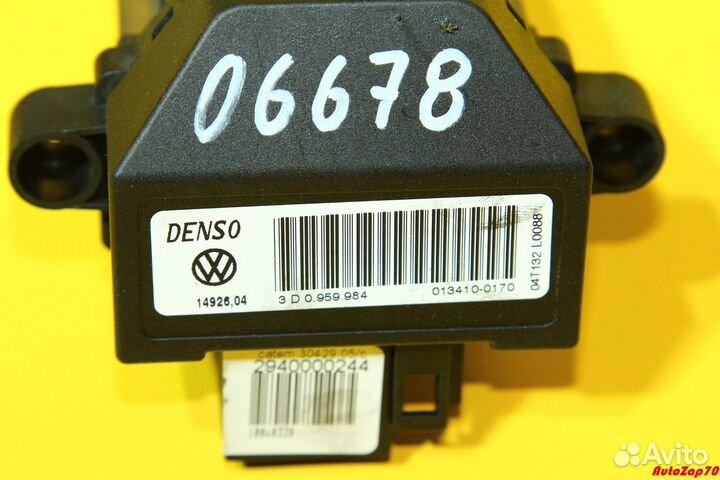 06678
DENSO
14926,04
3 D 0.959.984
013410-0170
04T132 L0088
catem 30429 05/c
2940000244
Avito
AutoZap70